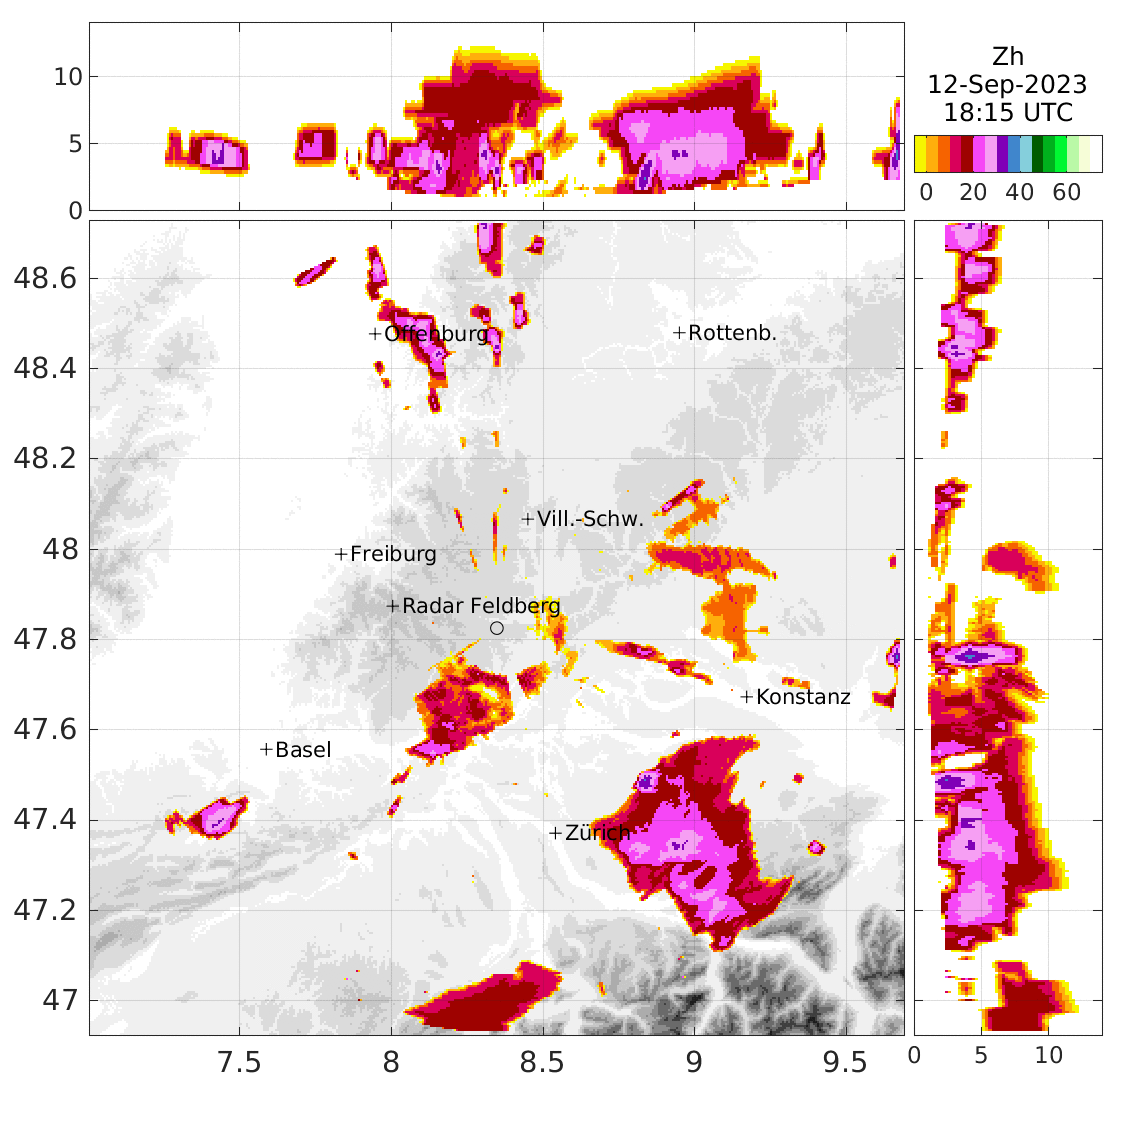 10
5
0
Zh
12-Sep-2023
18:15 UTC
0 20 40 60
48.6
48.4
48.2
48
47.8
47.6
47.4
47.2
47
+Offenburg
+Rottenb.
+Vill.-Schw.
+Freiburg
+Radar Feldberg
+Konstanz
+Basel
+Zürich
7.5 8 8.5 9 9.5
0 5 10